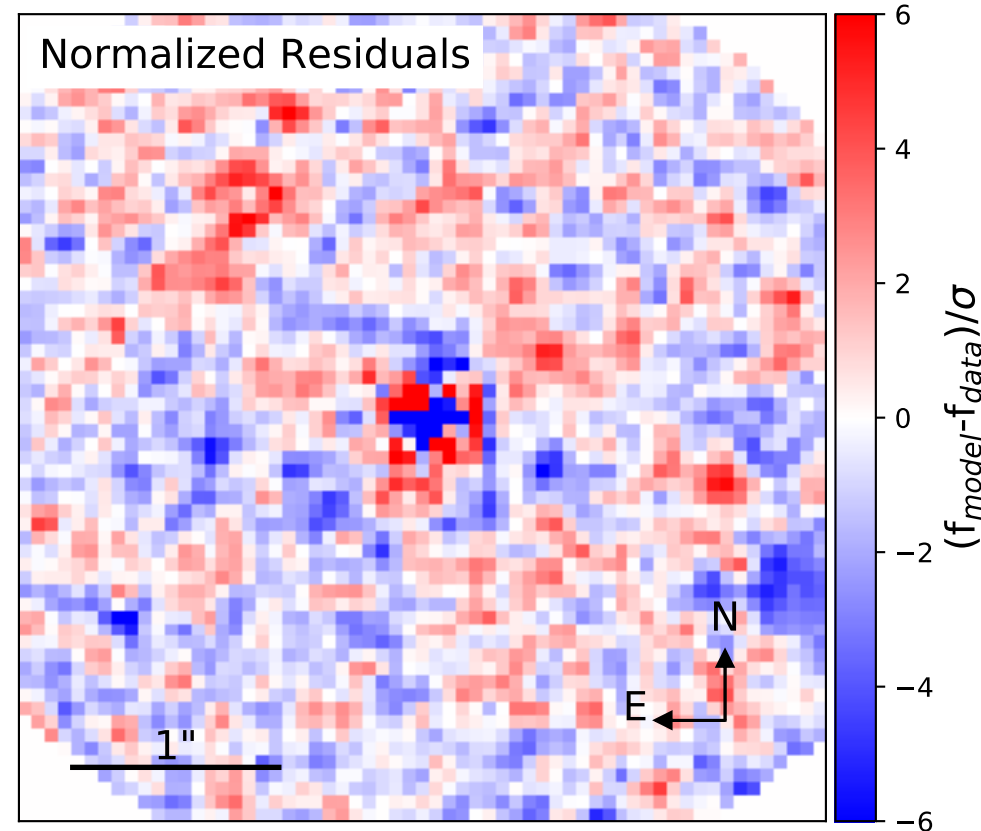 Normalized Residuals
6
4
2
0
−2
−4
−6
(f_model-f_data)/σ
N
E
1"